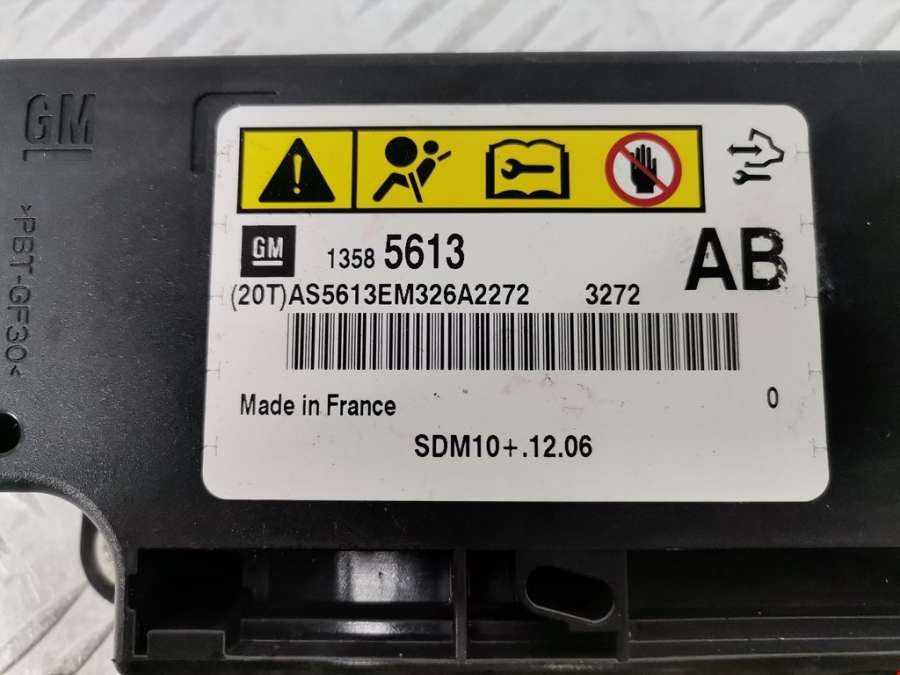 GM
>PBT-GF30<
GM 1358 5613 AB
(20T)AS5613EM326A2272 3272
Made in France 0
SDM10+.12.06